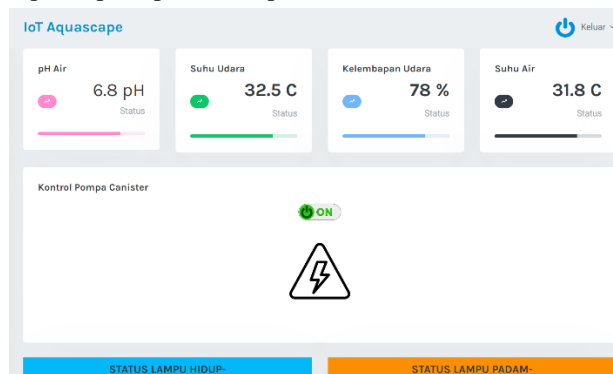 IoT Aquascape
Keluar
pH Air
6.8 pH
Status
Suhu Udara
32.5 C
Status
Kelembapan Udara
78 %
Status
Suhu Air
31.8 C
Status
Kontrol Pompa Canister
ON
STATUS LAMPU HIDUP-
STATUS LAMPU PADAM-